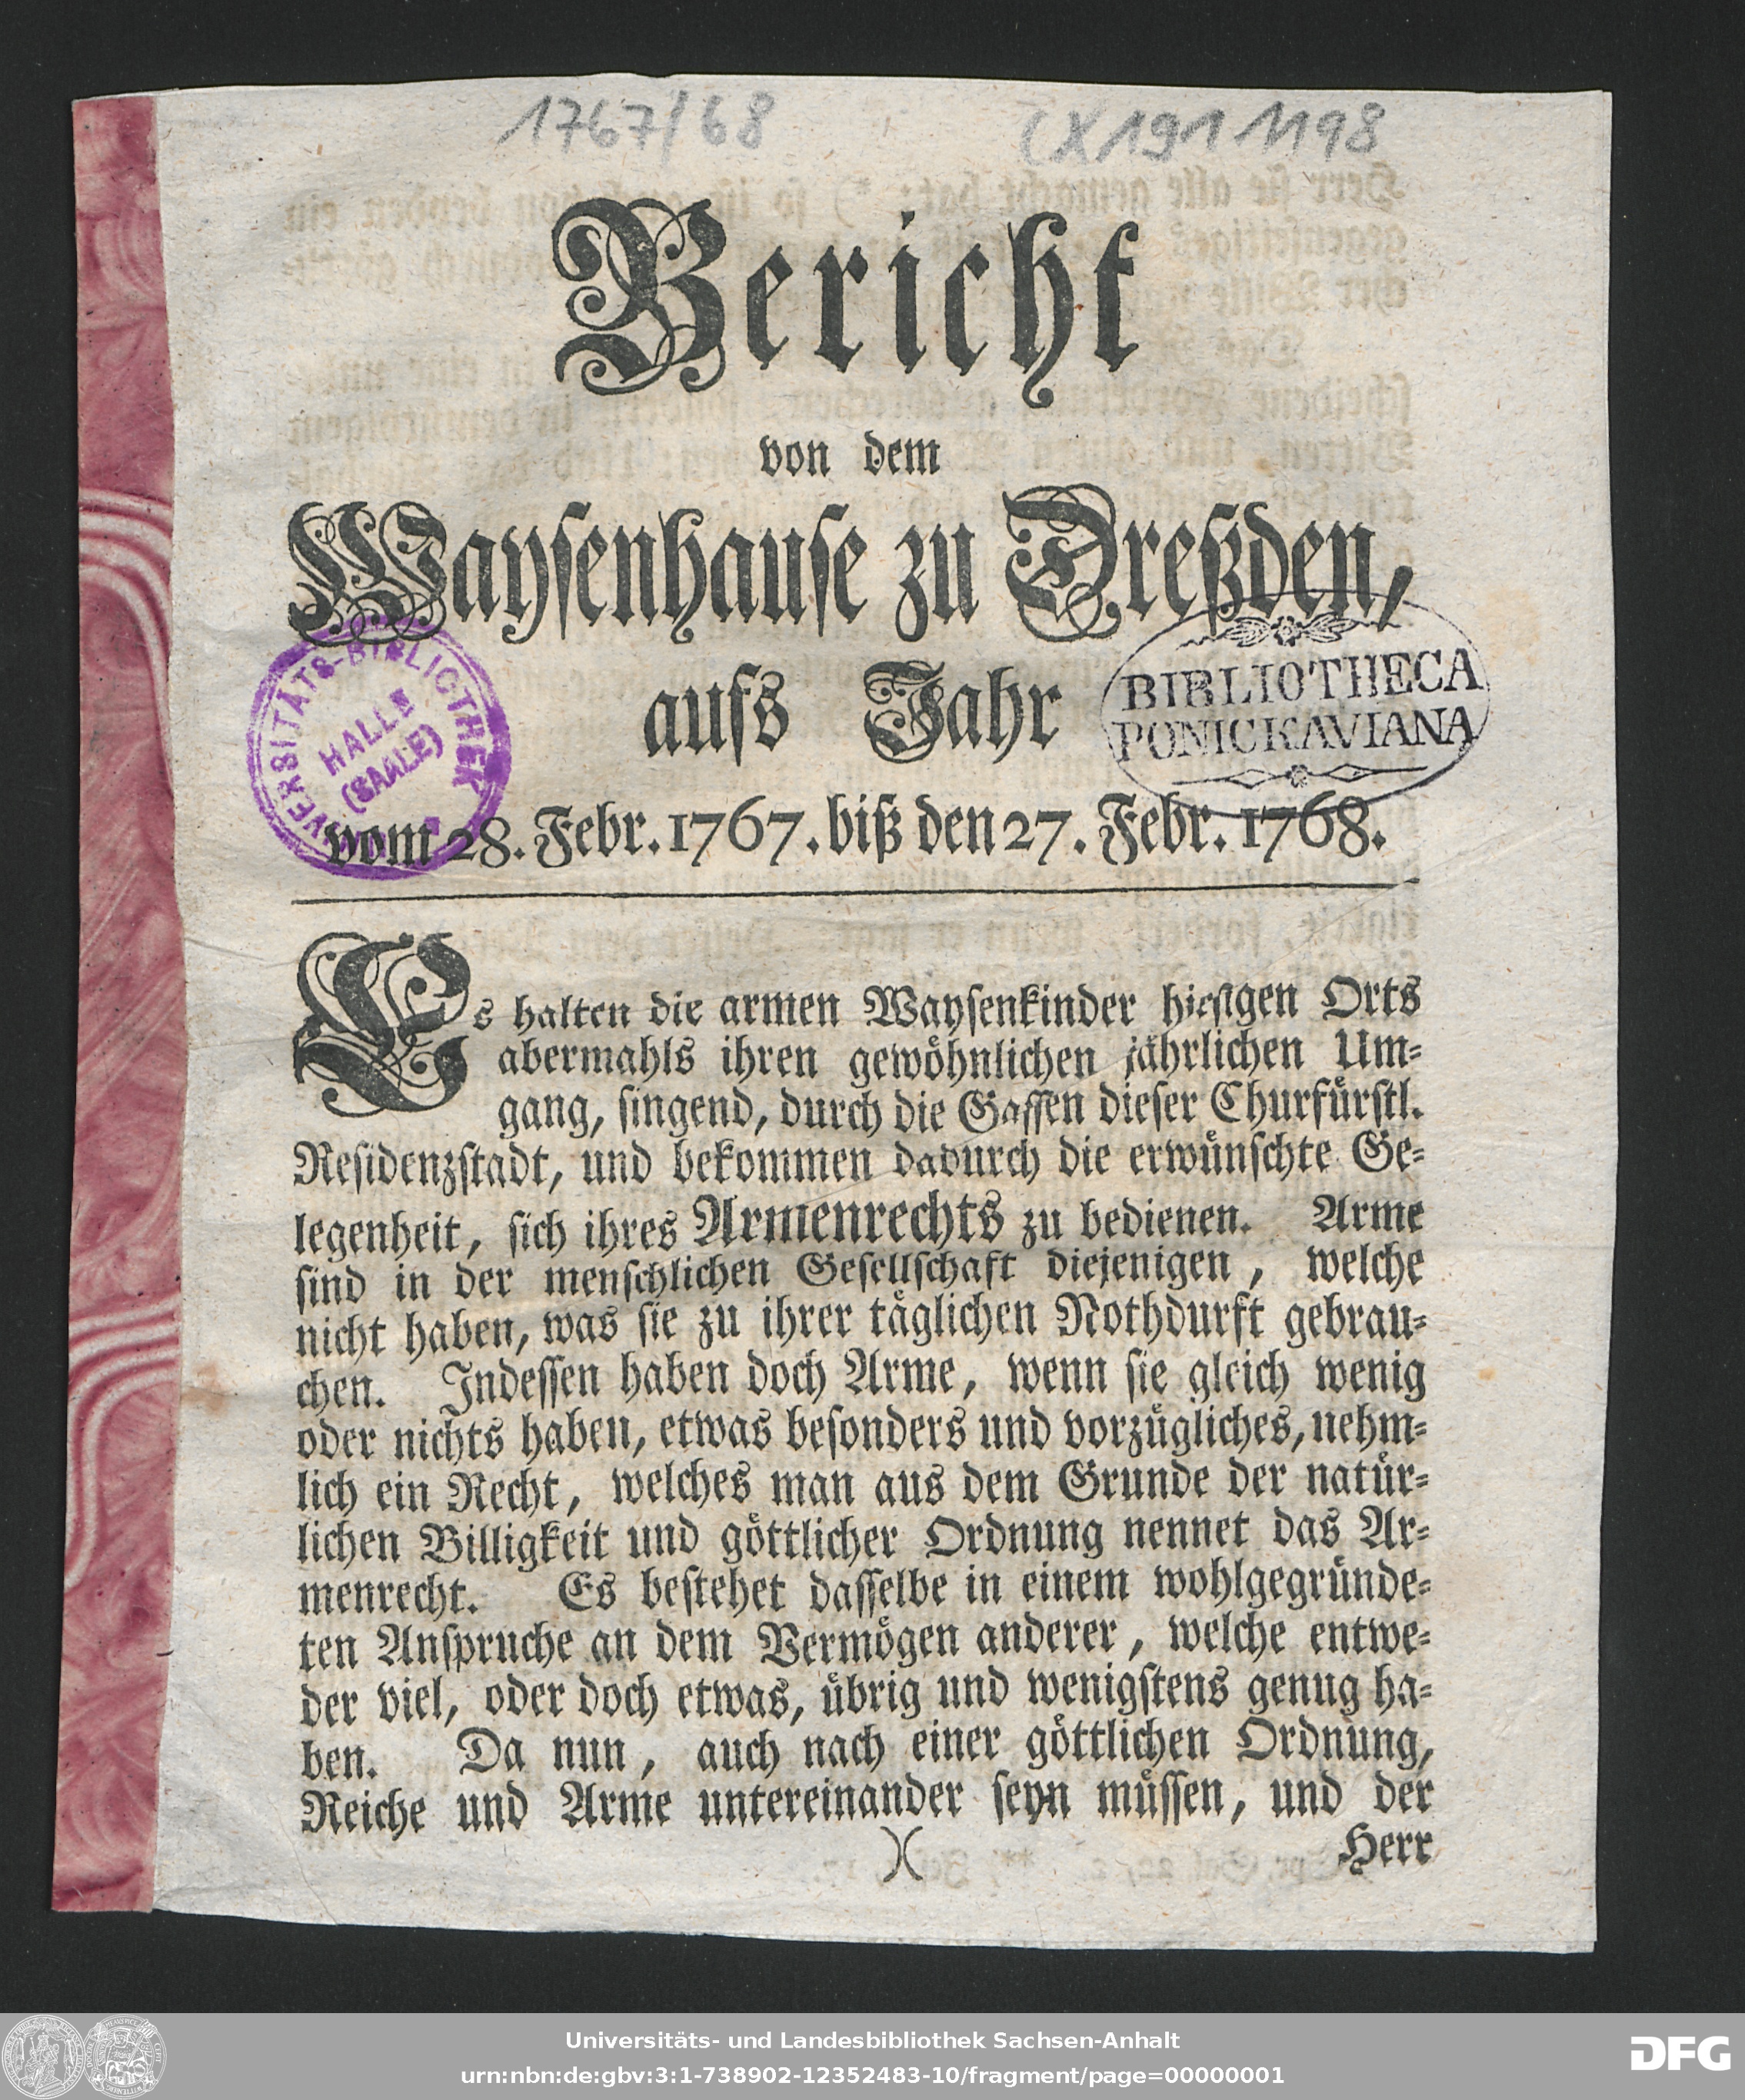 1767/68
(X1911198
Bericht
von dem
Waysenhause zu Dreßden,
aufs Jahr
UNIVERSITÄTS-BIBLIOTHEK
HALLE
(SAALE)
BIBLIOTHECA
PONICKAVIANA
vom 28. Febr. 1767. biß den 27. Febr. 1768.
Es halten die armen Waysenkinder hiesigen Orts
abermahls ihren gewöhnlichen jährlichen Um-
gang, singend, durch die Gassen dieser Churfürstl.
Residenzstadt, und bekommen dadurch die erwünschte Ge-
legenheit, sich ihres Armenrechts zu bedienen. Arme
sind in der menschlichen Gesellschaft diejenigen, welche
nicht haben, was sie zu ihrer täglichen Nothdurft gebrau-
chen. Indessen haben doch Arme, wenn sie gleich wenig
oder nichts haben, etwas besonders und vorzügliches, nehm-
lich ein Recht, welches man aus dem Grunde der natür-
lichen Billigkeit und göttlicher Ordnung nennet das Ar-
menrecht. Es bestehet dasselbe in einem wohlgegründe-
ten Anspruche an dem Vermögen anderer, welche entwe-
der viel, oder doch etwas, übrig und wenigstens genug ha-
ben. Da nun, auch nach einer göttlichen Ordnung,
Reiche und Arme untereinander seyn müssen, und der
)( Herr
Universitäts- und Landesbibliothek Sachsen-Anhalt
urn:nbn:de:gbv:3:1-738902-12352483-10/fragment/page=00000001
DFG